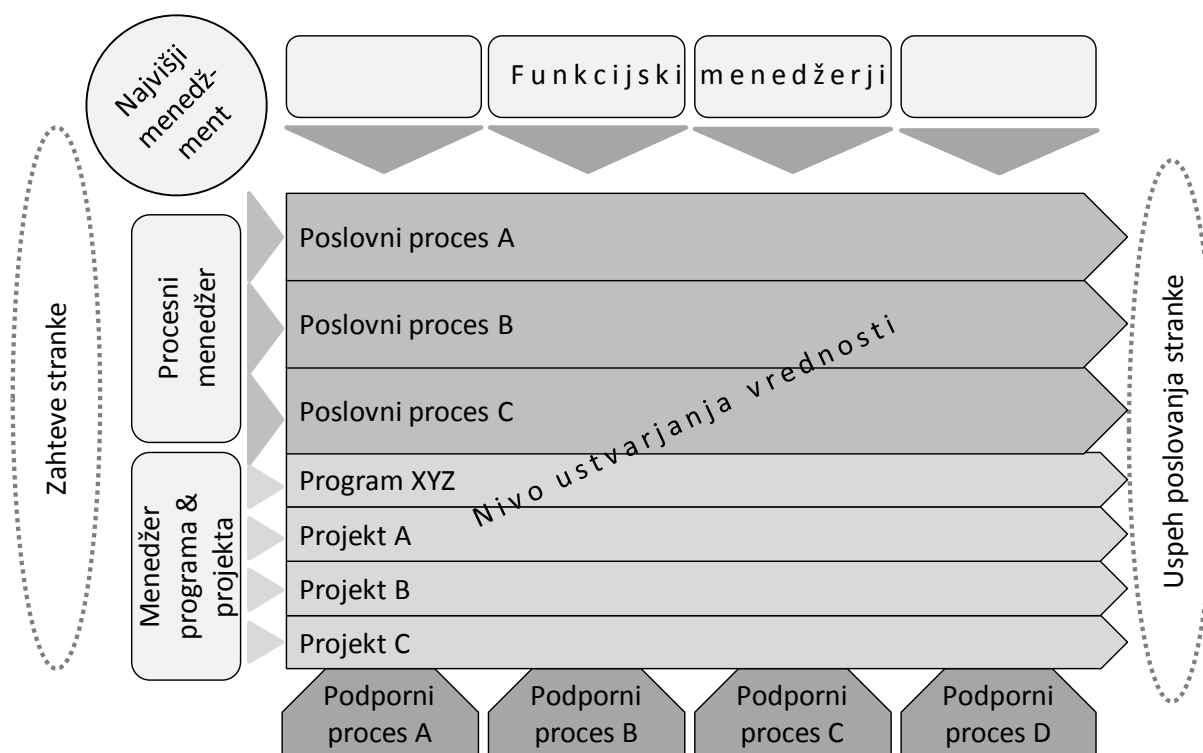 Najvišji
menedž-
ment
Funkcijski menedžerji
Zahteve stranke
Procesni
menedžer
Poslovni proces A
Poslovni proces B
Poslovni proces C
Nivo ustvarjanja vrednosti
Menedžer
programa &
projekta
Program XYZ
Projekt A
Projekt B
Projekt C
Uspeh poslovanja stranke
Podporni
proces A
Podporni
proces B
Podporni
proces C
Podporni
proces D